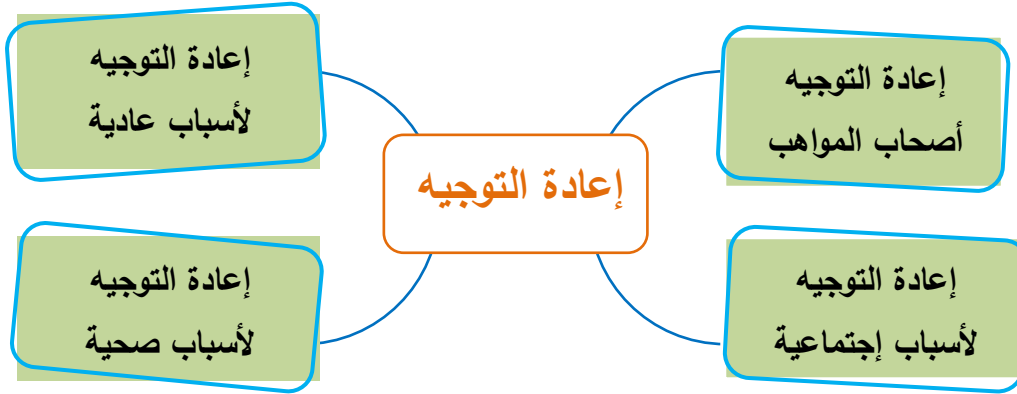 إعادة التوجيه
أصحاب المواهب
إعادة التوجيه
لأسباب عادية
إعادة التوجيه
إعادة التوجيه
لأسباب إجتماعية
إعادة التوجيه
لأسباب صحية